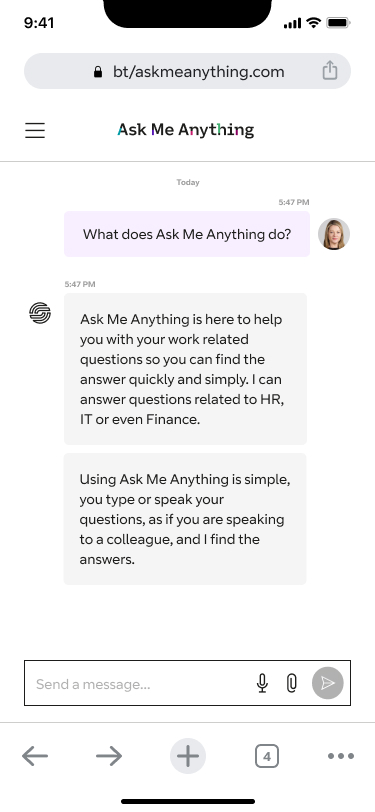 9:41
bt/askmeanything.com
Ask Me Anything
Today
5:47 PM
What does Ask Me Anything do?
5:47 PM
Ask Me Anything is here to help
you with your work related
questions so you can find the
answer quickly and simply. I can
answer questions related to HR,
IT or even Finance.
Using Ask Me Anything is simple,
you type or speak your
questions, as if you are speaking
to a colleague, and I find the
answers.
Send a message...
4